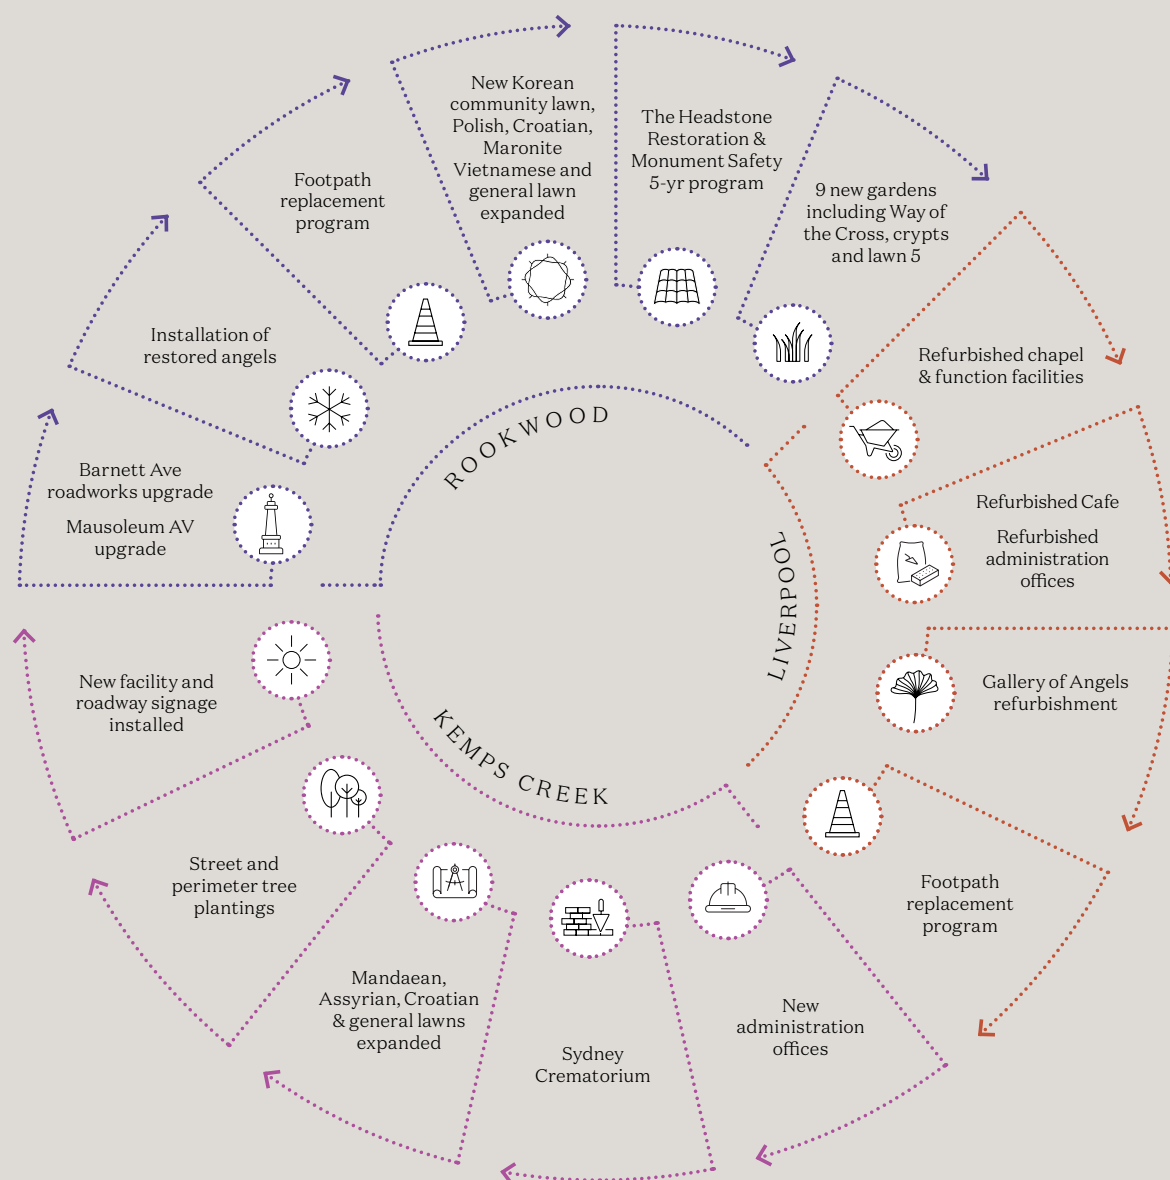 ROOKWOOD
Barnett Ave
roadworks upgrade
Mausoleum AV
upgrade
Installation of
restored angels
Footpath
replacement
program
New Korean
community lawn,
Polish, Croatian,
Maronite
Vietnamese and
general lawn
expanded
The Headstone
Restoration &
Monument Safety
5-yr program
9 new gardens
including Way of
the Cross, crypts
and lawn 5
LIVERPOOL
Refurbished chapel
& function facilities
Refurbished Cafe
Refurbished
administration
offices
Gallery of Angels
refurbishment
Footpath
replacement
program
KEMPS CREEK
New
administration
offices
Sydney
Crematorium
Mandaean,
Assyrian, Croatian
& general lawns
expanded
Street and
perimeter tree
plantings
New facility and
roadway signage
installed